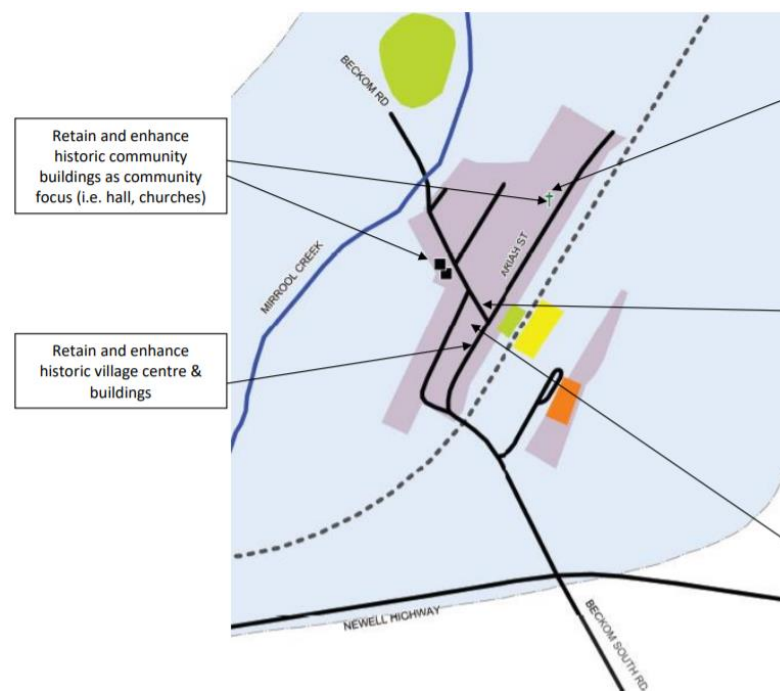 BECKOM RD
Retain and enhance
historic community
buildings as community
focus (i.e. hall, churches)
ARIAH ST
MIRROOL CREEK
Retain and enhance
historic village centre &
buildings
NEWELL HIGHWAY
BECKOM SOUTH RD